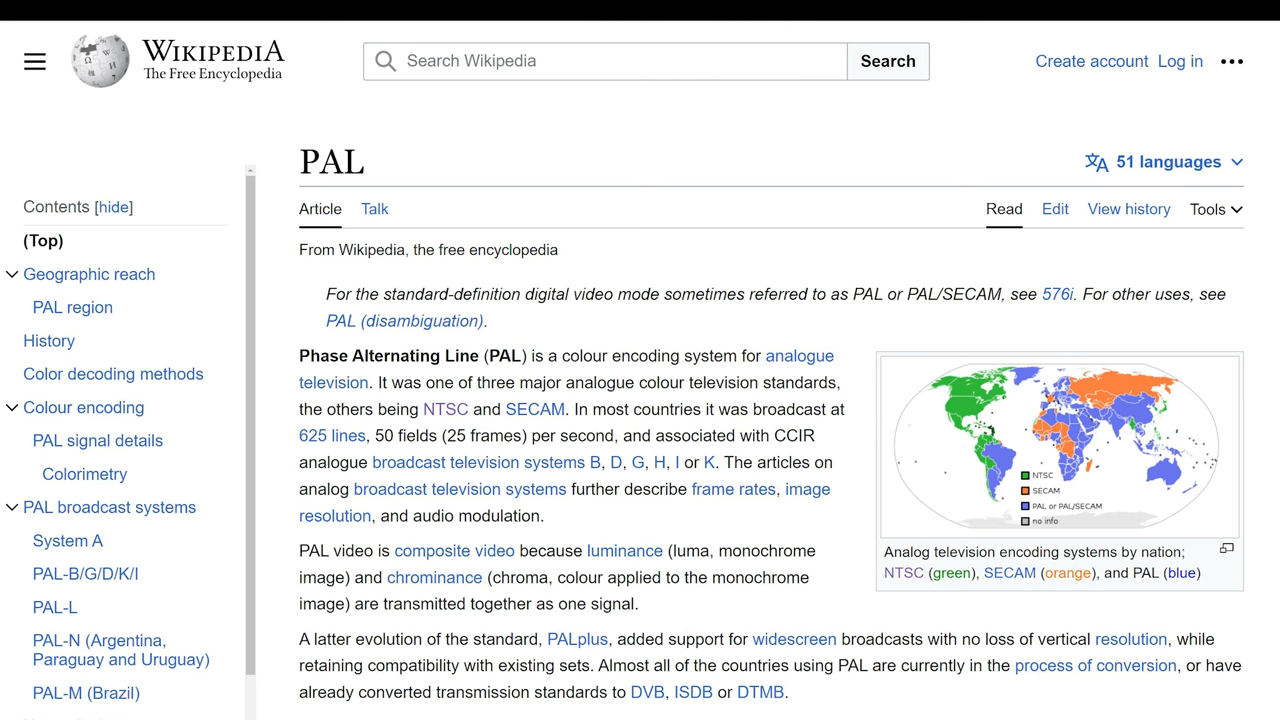 WIKIPEDIA
The Free Encyclopedia
Search Wikipedia
Search
Create account
Log in
PAL
51 languages
Contents [hide]
(Top)
Geographic reach
PAL region
History
Color decoding methods
Colour encoding
PAL signal details
Colorimetry
PAL broadcast systems
System A
PAL-B/G/D/K/I
PAL-L
PAL-N (Argentina,
Paraguay and Uruguay)
PAL-M (Brazil)
Article
Talk
Read
Edit
View history
Tools
From Wikipedia, the free encyclopedia
For the standard-definition digital video mode sometimes referred to as PAL or PAL/SECAM, see 576i. For other uses, see
PAL (disambiguation).
Phase Alternating Line (PAL) is a colour encoding system for analogue
television. It was one of three major analogue colour television standards,
the others being NTSC and SECAM. In most countries it was broadcast at
625 lines, 50 fields (25 frames) per second, and associated with CCIR
analogue broadcast television systems B, D, G, H, I or K. The articles on
analog broadcast television systems further describe frame rates, image
resolution, and audio modulation.
PAL video is composite video because luminance (luma, monochrome
image) and chrominance (chroma, colour applied to the monochrome
image) are transmitted together as one signal.
A latter evolution of the standard, PALplus, added support for widescreen broadcasts with no loss of vertical resolution, while
retaining compatibility with existing sets. Almost all of the countries using PAL are currently in the process of conversion, or have
already converted transmission standards to DVB, ISDB or DTMB.
NTSC
SECAM
PAL or PAL/SECAM
no info
Analog television encoding systems by nation;
NTSC (green), SECAM (orange), and PAL (blue)